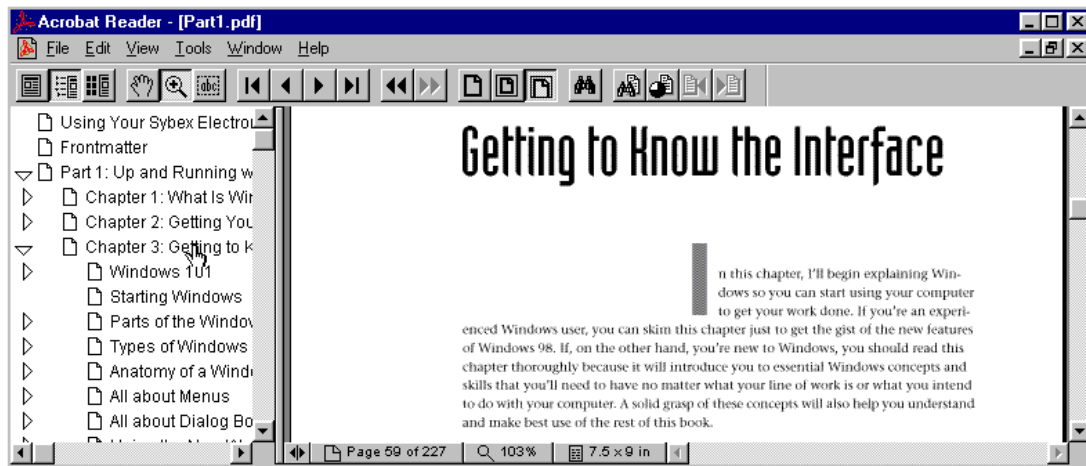 Acrobat Reader - [Part1.pdf]
File Edit View Tools Window Help
abc
Using Your Sybex Electro
Frontmatter
Part 1: Up and Running w
Chapter 1: What Is Wi
Chapter 2: Getting You
Chapter 3: Getting to K
Windows 101
Starting Windows
Parts of the Window
Types of Windows
Anatomy of a Wind
All about Menus
All about Dialog Bo
Getting to Know the Interface
In this chapter, I'll begin explaining Win-
dows so you can start using your computer
to get your work done. If you're an experi-
enced Windows user, you can skim this chapter just to get the gist of the new features
of Windows 98. If, on the other hand, you're new to Windows, you should read this
chapter thoroughly because it will introduce you to essential Windows concepts and
skills that you'll need to have no matter what your line of work is or what you intend
to do with your computer. A solid grasp of these concepts will also help you understand
and make best use of the rest of this book.
Page 59 of 227 103% 7.5 x 9 in